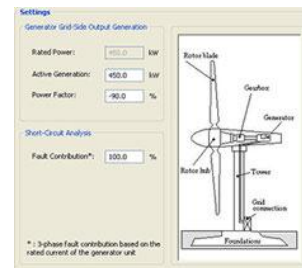 Settings
Generator Grid-Side Output Generation
Rated Power: 450.0 kW
Active Generation: 450.0 kW
Power Factor: -90.0 %
Short-Circuit Analysis
Fault Contribution*: 100.0 %
* : 3-phase fault contribution based on the
rated current of the generator unit
Rotor blade
Gearbox
Generator
Rotor hub
Tower
Grid
connection
Foundations